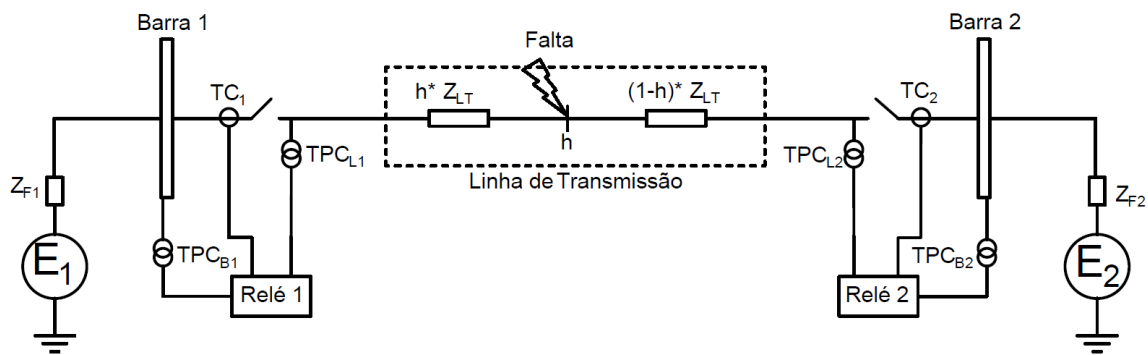 Barra 1
Barra 2
Falta
TC1
h* ZLT
(1-h)* ZLT
TC2
h
TPCL1
TPCL2
Linha de Transmissão
ZF1
ZF2
TPCB1
TPCB2
E1
E2
Relé 1
Relé 2